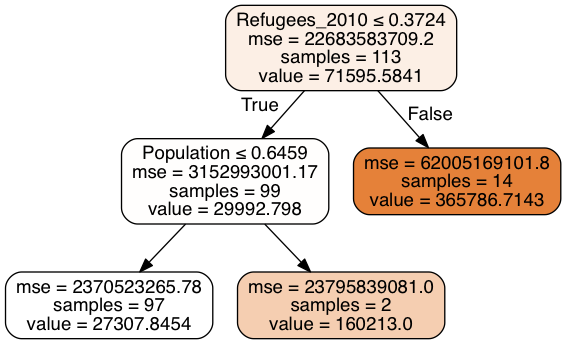 Refugees_2010 ≤ 0.3724
mse = 22683583709.2
samples = 113
value = 71595.5841
True
False
Population ≤ 0.6459
mse = 3152993001.17
samples = 99
value = 29992.798
mse = 62005169101.8
samples = 14
value = 365786.7143
mse = 2370523265.78
samples = 97
value = 27307.8454
mse = 23795839081.0
samples = 2
value = 160213.0